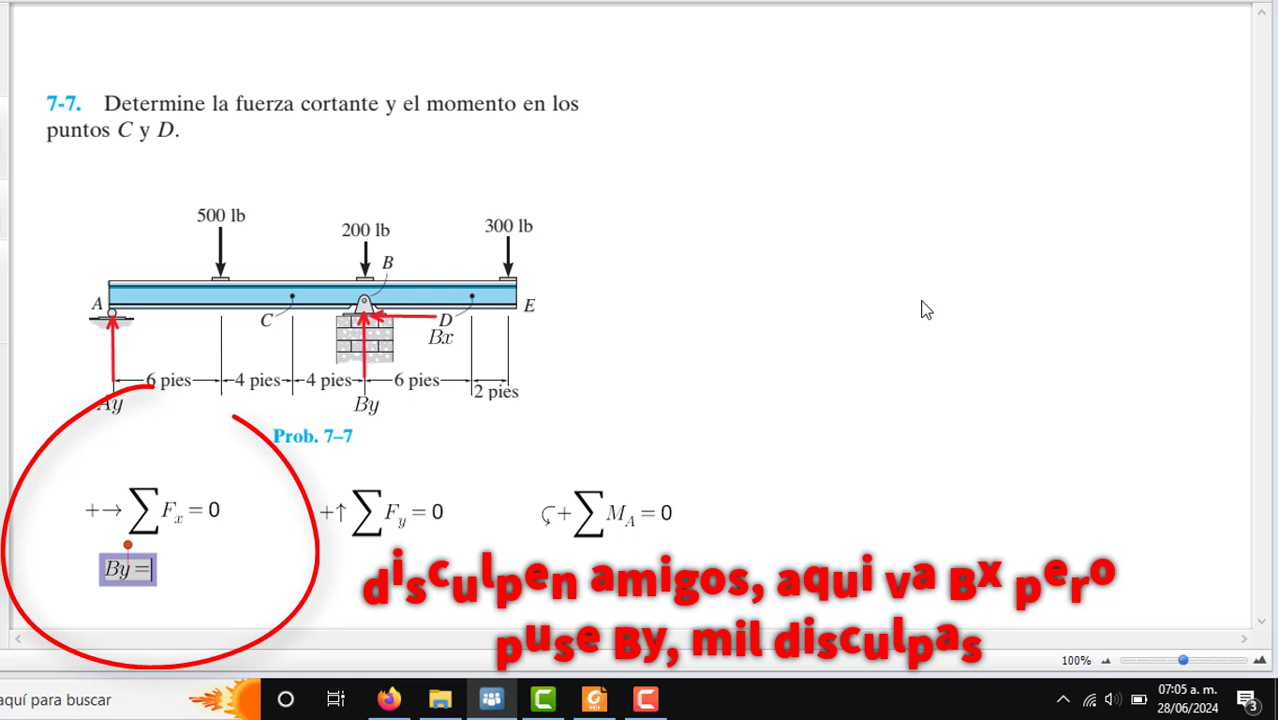 7-7. Determine la fuerza cortante y el momento en los
puntos C y D.
500 lb
200 lb
300 lb
B
A
C
D
E
Bx
6 pies
4 pies
4 pies
6 pies
2 pies
Ay
By
Prob. 7–7
+→ ∑ Fx = 0
+↑ ∑ Fy = 0
⤹+ ∑ MA = 0
By =
disculpen amigos, aqui va Bx pero
puse By, mil disculpas
100%
aquí para buscar
07:05 a. m.
28/06/2024
3